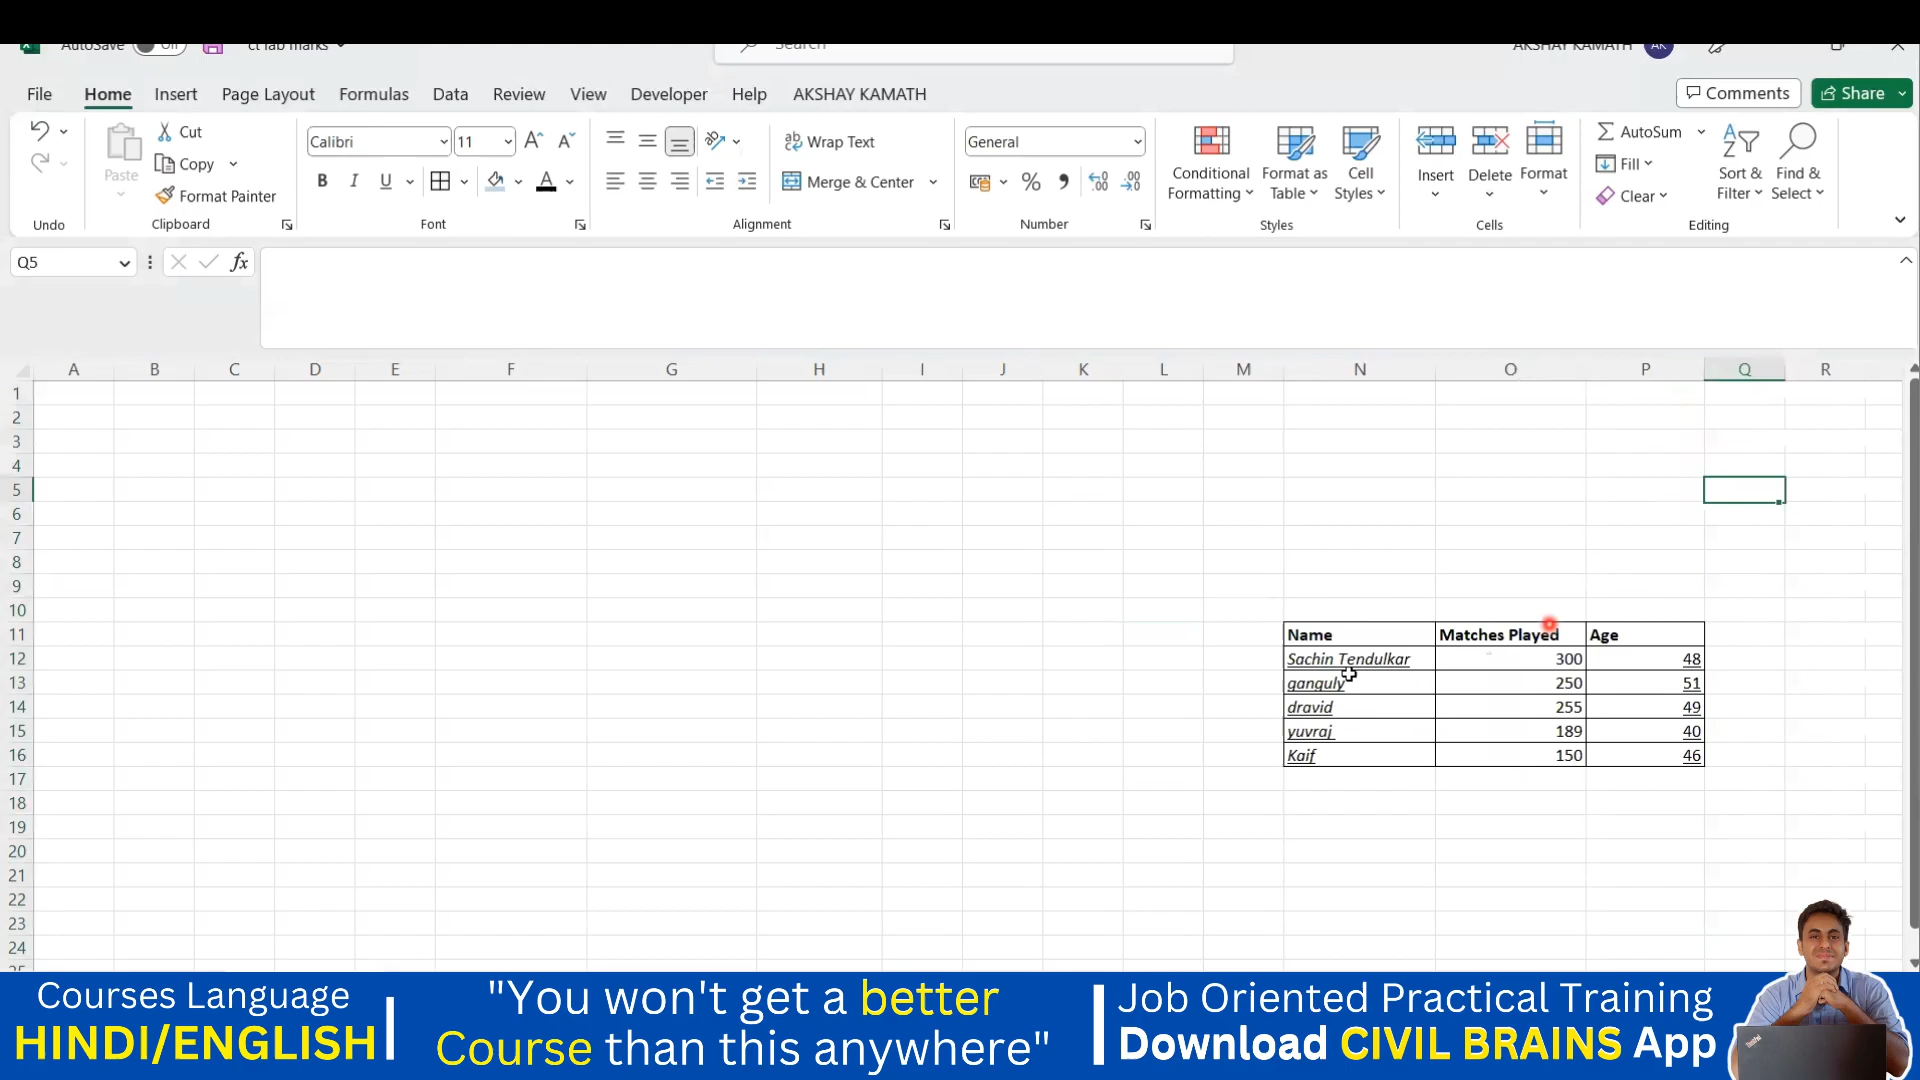 AutoSave Off ct lab marks Search AKSHAY KAMATH AK
File Home Insert Page Layout Formulas Data Review View Developer Help AKSHAY KAMATH Comments Share
Cut
Copy
Format Painter
Paste
Undo
Clipboard
Calibri 11
B I U A
Font
Wrap Text
Merge & Center
Alignment
General
%
Number
Conditional Formatting
Format as Table
Cell Styles
Styles
Insert Delete Format
Cells
AutoSum
Fill
Clear
Sort & Filter
Find & Select
Editing
Q5 fx
A B C D E F G H I J K L M N O P Q R
1
2
3
4
5
6
7
8
9
10
11 Name Matches Played Age
12 Sachin Tendulkar 300 48
13 ganguly 250 51
14 dravid 255 49
15 yuvraj 189 40
16 Kaif 150 46
17
18
19
20
21
22
23
24
25
Courses Language
HINDI/ENGLISH
"You won't get a better
Course than this anywhere"
Job Oriented Practical Training
Download CIVIL BRAINS App